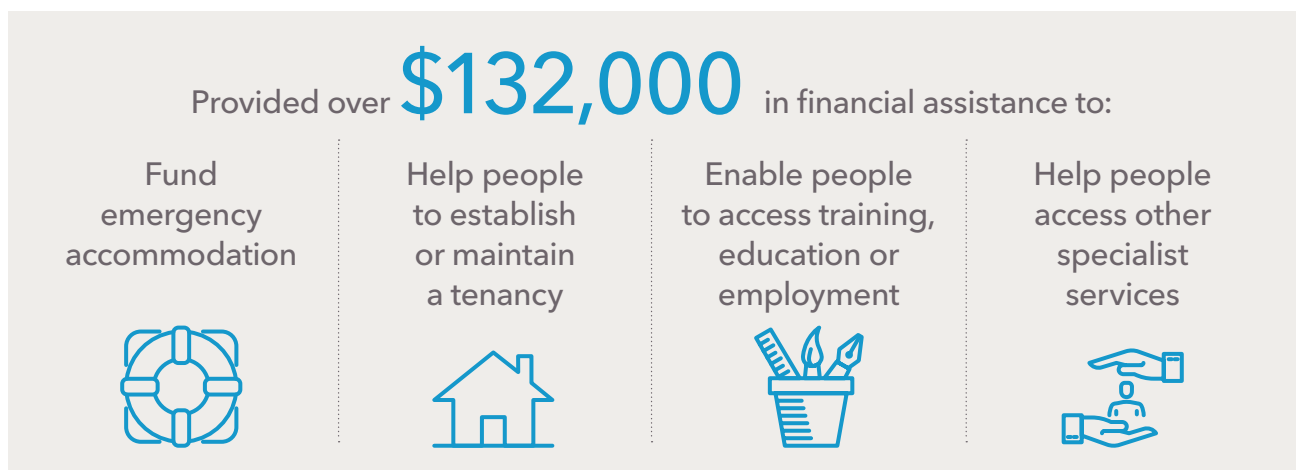 Provided over $132,000 in financial assistance to:
Fund
emergency
accommodation
Help people
to establish
or maintain
a tenancy
Enable people
to access training,
education or
employment
Help people
access other
specialist
services